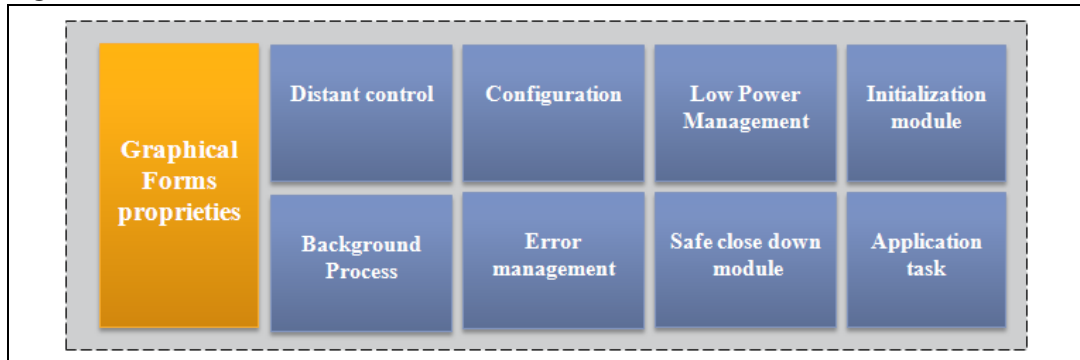 Graphical
Forms
proprieties
Distant control
Configuration
Low Power
Management
Initialization
module
Background
Process
Error
management
Safe close down
module
Application
task